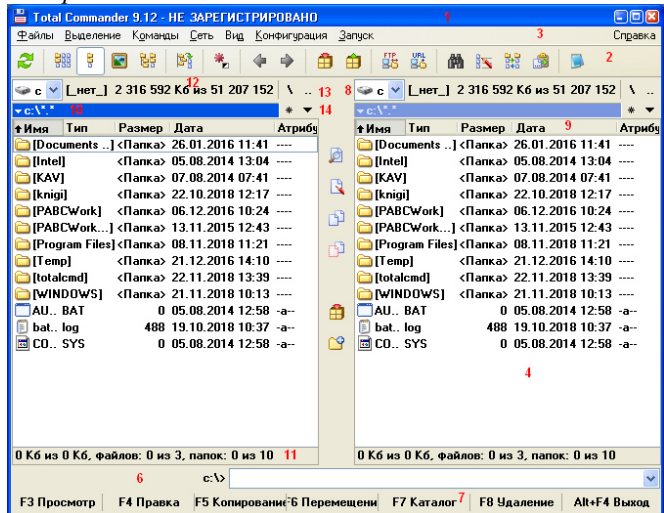 Total Commander 9.12 - НЕ ЗАРЕГИСТРИРОВАНО 1
Файлы Выделение Команды Сеть Вид Конфигурация Запуск 3 Справка
FTP URL 2
c [_нет_] 2 316 592 Кб из 51 207 152 \ .. 13 8 c [_нет_] 2 316 592 Кб из 51 207 152 \ ..
12
c:\*.* 10 * 14 c:\*.* *
Имя Тип Размер Дата Атрибу Имя Тип Размер Дата 9 Атрибу
[Documents ..] <Папка> 26.01.2016 11:41 ---- [Documents ..] <Папка> 26.01.2016 11:41 ----
[Intel] <Папка> 05.08.2014 13:04 ---- [Intel] <Папка> 05.08.2014 13:04 ----
[KAV] <Папка> 07.08.2014 07:41 ---- [KAV] <Папка> 07.08.2014 07:41 ----
[knigi] <Папка> 22.10.2018 12:17 ---- [knigi] <Папка> 22.10.2018 12:17 ----
[PABCWork] <Папка> 06.12.2016 10:24 ---- [PABCWork] <Папка> 06.12.2016 10:24 ----
[PABCWork...] <Папка> 13.11.2015 12:43 ---- [PABCWork...] <Папка> 13.11.2015 12:43 ----
[Program Files] <Папка> 08.11.2018 11:21 ---- [Program Files] <Папка> 08.11.2018 11:21 ----
[Temp] <Папка> 21.12.2016 14:10 ---- [Temp] <Папка> 21.12.2016 14:10 ----
[totalcmd] <Папка> 22.11.2018 13:39 ---- [totalcmd] <Папка> 22.11.2018 13:39 ----
[WINDOWS] <Папка> 21.11.2018 10:13 ---- [WINDOWS] <Папка> 21.11.2018 10:13 ----
AU.. BAT 0 05.08.2014 12:58 -a-- AU.. BAT 0 05.08.2014 12:58 -a--
bat.. log 488 19.10.2018 10:37 -a-- bat.. log 488 19.10.2018 10:37 -a--
CO.. SYS 0 05.08.2014 12:58 -a-- CO.. SYS 0 05.08.2014 12:58 -a--
4
0 Кб из 0 Кб, файлов: 0 из 3, папок: 0 из 10 11 0 Кб из 0 Кб, файлов: 0 из 3, папок: 0 из 10
6 c:\>
F3 Просмотр F4 Правка F5 Копировани F6 Перемещени F7 Каталог 7 F8 Удаление Alt+F4 Выход